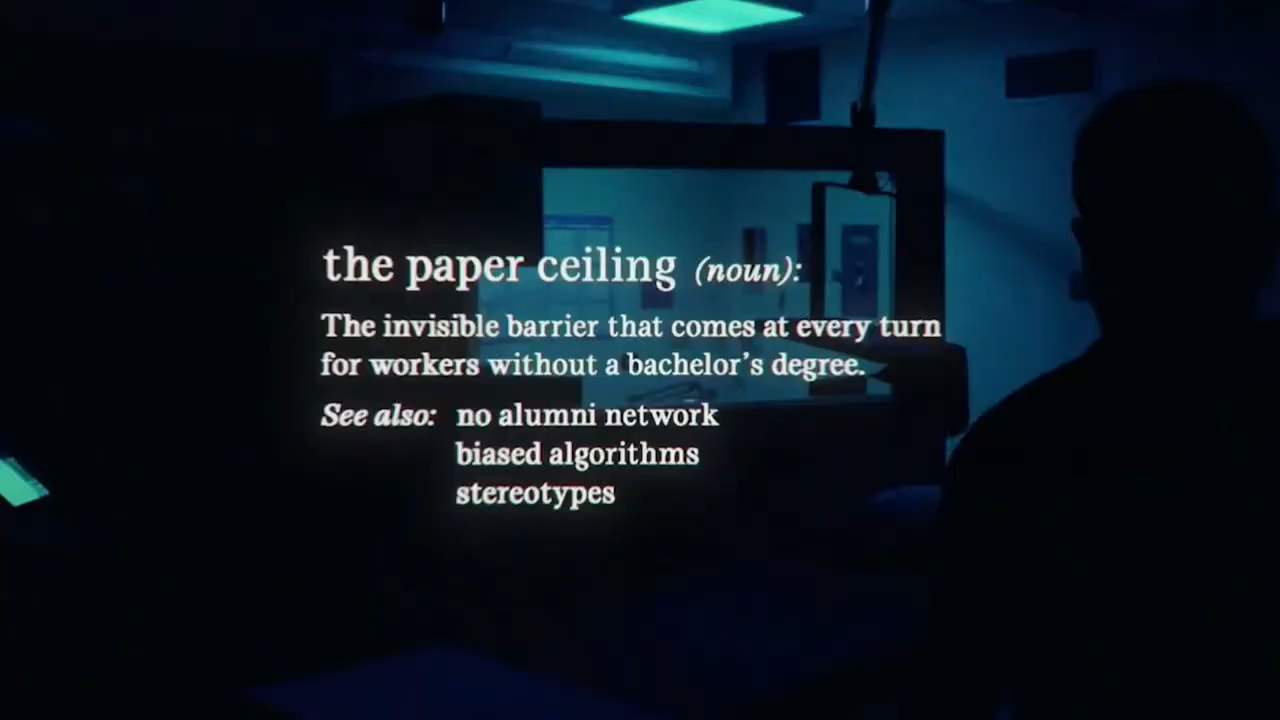 the paper ceiling (noun):
The invisible barrier that comes at every turn
for workers without a bachelor's degree.
See also: no alumni network
biased algorithms
stereotypes